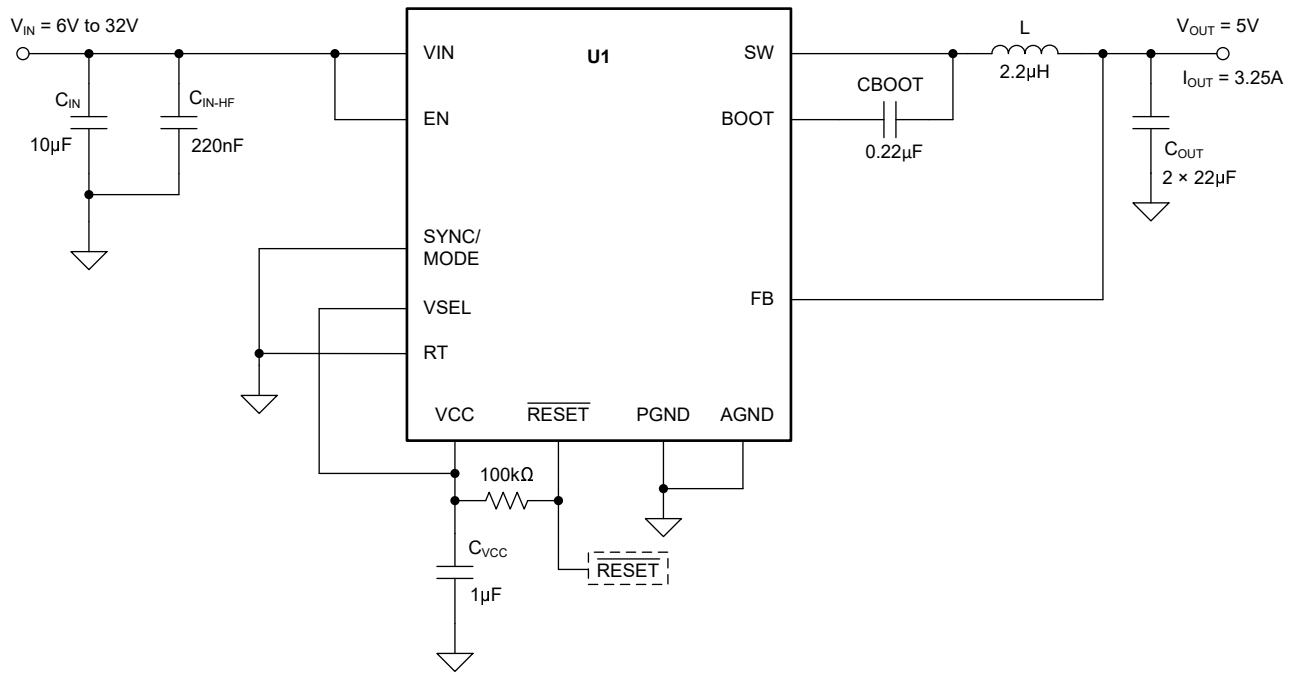 V_IN = 6V to 32V
C_IN
10µF
C_IN-HF
220nF
U1
VIN
EN
SYNC/
MODE
VSEL
RT
VCC
RESET
PGND
AGND
SW
BOOT
FB
CBOOT
0.22µF
L
2.2µH
V_OUT = 5V
I_OUT = 3.25A
C_OUT
2 × 22µF
100kΩ
C_VCC
1µF
RESET